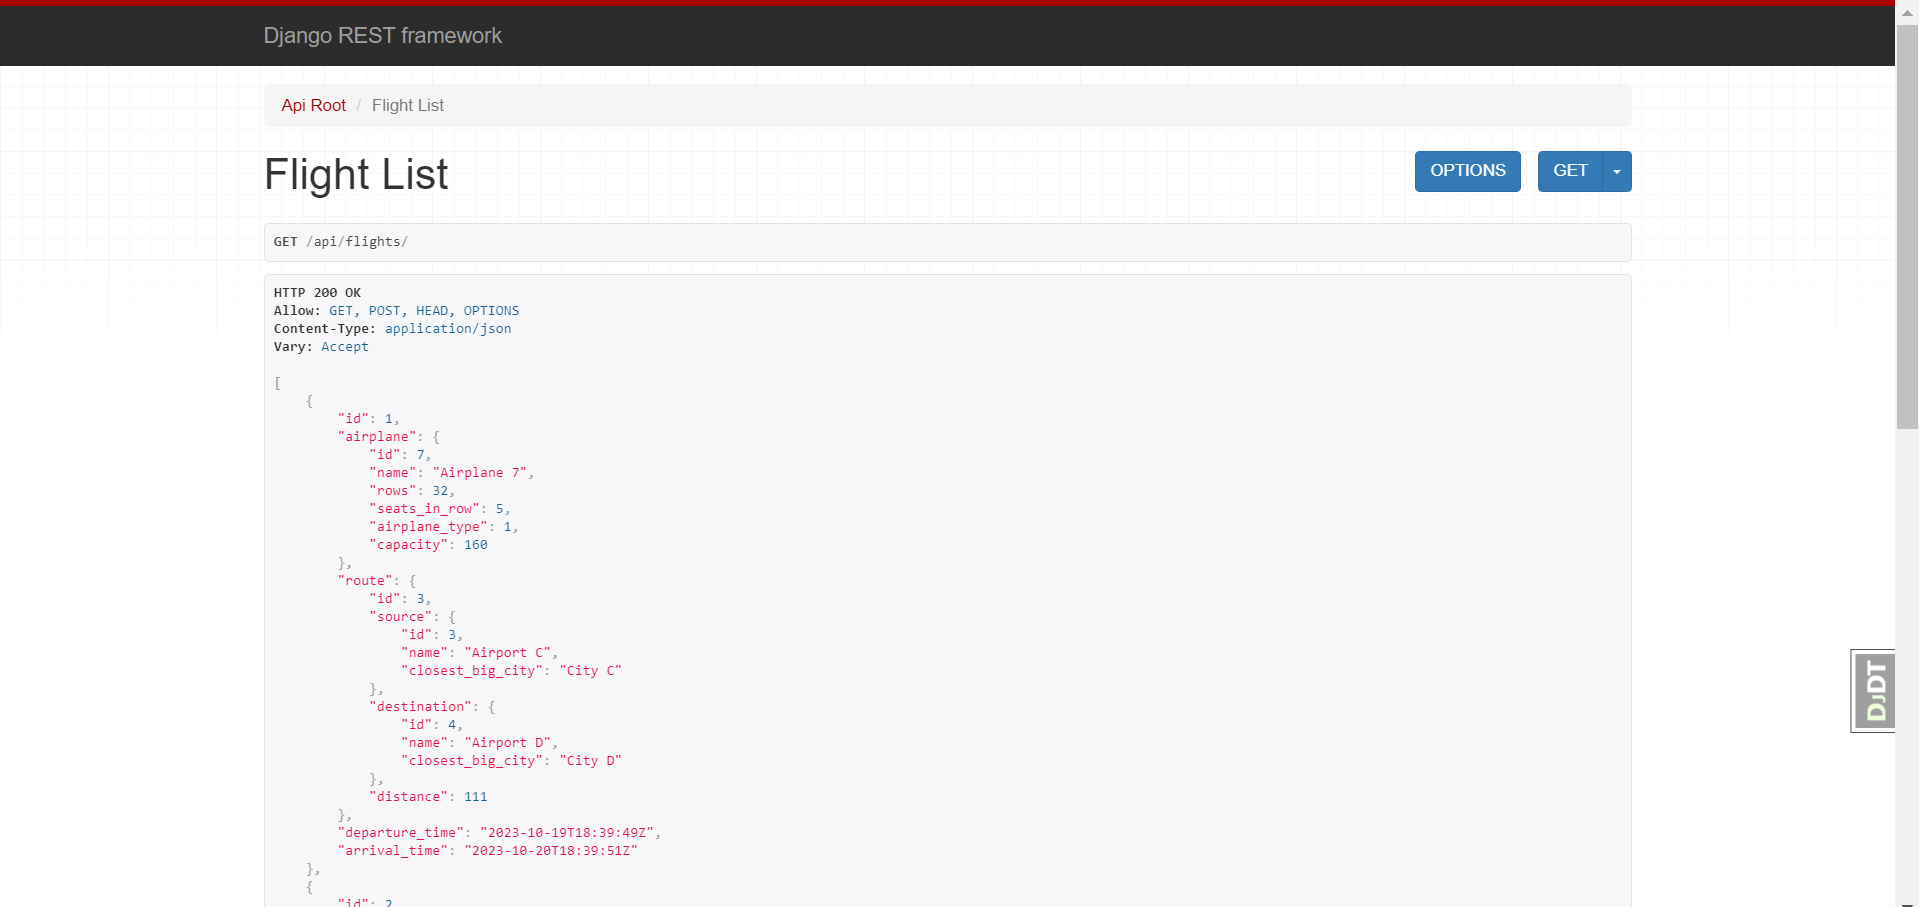 Django REST framework
Api Root / Flight List
Flight List
OPTIONS
GET
GET /api/flights/
HTTP 200 OK
Allow: GET, POST, HEAD, OPTIONS
Content-Type: application/json
Vary: Accept
[
    {
        "id": 1,
        "airplane": {
            "id": 7,
            "name": "Airplane 7",
            "rows": 32,
            "seats_in_row": 5,
            "airplane_type": 1,
            "capacity": 160
        },
        "route": {
            "id": 3,
            "source": {
                "id": 3,
                "name": "Airport C",
                "closest_big_city": "City C"
            },
            "destination": {
                "id": 4,
                "name": "Airport D",
                "closest_big_city": "City D"
            },
            "distance": 111
        },
        "departure_time": "2023-10-19T18:39:49Z",
        "arrival_time": "2023-10-20T18:39:51Z"
    },
    {
        "id": 2
DJDT